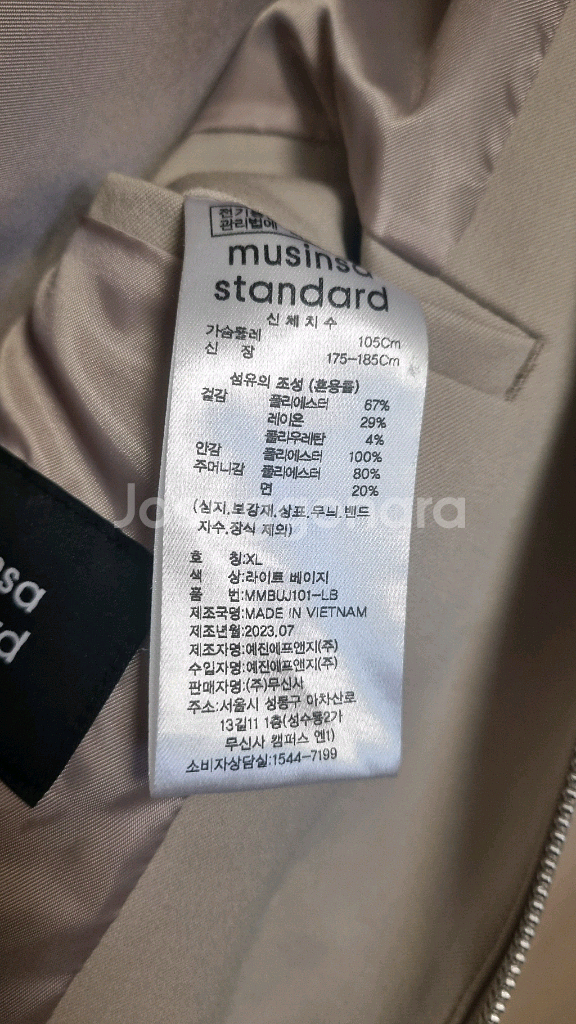 전기
관리법에
musinsa
standard
신체치수
가슴둘레 105Cm
신 장 175-185Cm
섬유의 조성 (혼용률)
겉감 폴리에스터 67%
레이온 29%
폴리우레탄 4%
안감 폴리에스터 100%
주머니감 폴리에스터 80%
면 20%
(심지,보강재,상표,무늬,밴드
자수,장식 제외)
호 칭:XL
색 상:라이트 베이지
품 번:MMBUJ101-LB
제조국명:MADE IN VIETNAM
제조년월:2023.07
제조자명:예진에프앤지(주)
수입자명:예진에프앤지(주)
판매자명:(주)무신사
주소:서울시 성동구 아차산로
13길11 1층(성수동2가
무신사 캠퍼스 엔1)
소비자상담실:1544-7199
Joonggonara